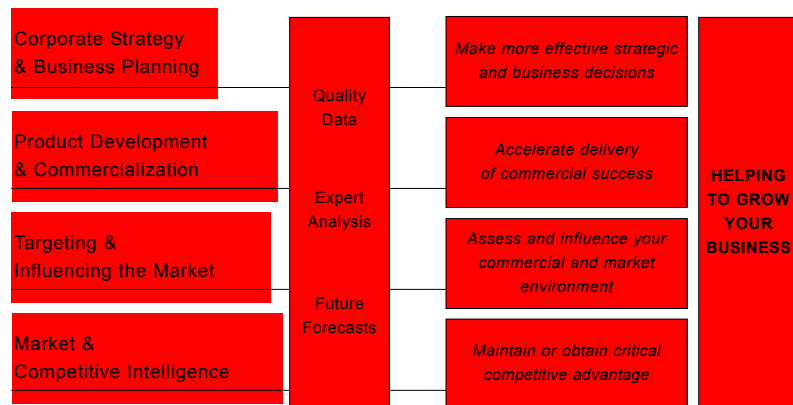 Corporate Strategy
& Business Planning
Product Development
& Commercialization
Targeting &
Influencing the Market
Market &
Competitive Intelligence
Quality
Data
Expert
Analysis
Future
Forecasts
Make more effective strategic
and business decisions
Accelerate delivery
of commercial success
Assess and influence your
commercial and market
environment
Maintain or obtain critical
competitive advantage
HELPING
TO GROW
YOUR
BUSINESS